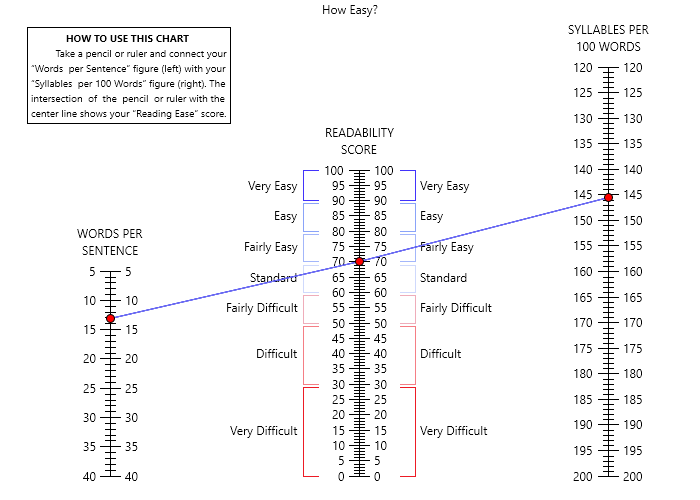 How Easy?
HOW TO USE THIS CHART
Take a pencil or ruler and connect your
“Words per Sentence” figure (left) with your
“Syllables per 100 Words” figure (right). The
intersection of the pencil or ruler with the
center line shows your “Reading Ease” score.
WORDS PER
SENTENCE
5 5
10 10
15 15
20 20
25 25
30 30
35 35
40 40
READABILITY
SCORE
100 100
95 95
90 90
85 85
80 80
75 75
70 70
65 65
60 60
55 55
50 50
45 45
40 40
35 35
30 30
25 25
20 20
15 15
10 10
5 5
0 0
Very Easy Very Easy
Easy Easy
Fairly Easy Fairly Easy
Standard Standard
Fairly Difficult Fairly Difficult
Difficult Difficult
Very Difficult Very Difficult
SYLLABLES PER
100 WORDS
120 120
125 125
130 130
135 135
140 140
145 145
150 150
155 155
160 160
165 165
170 170
175 175
180 180
185 185
190 190
195 195
200 200